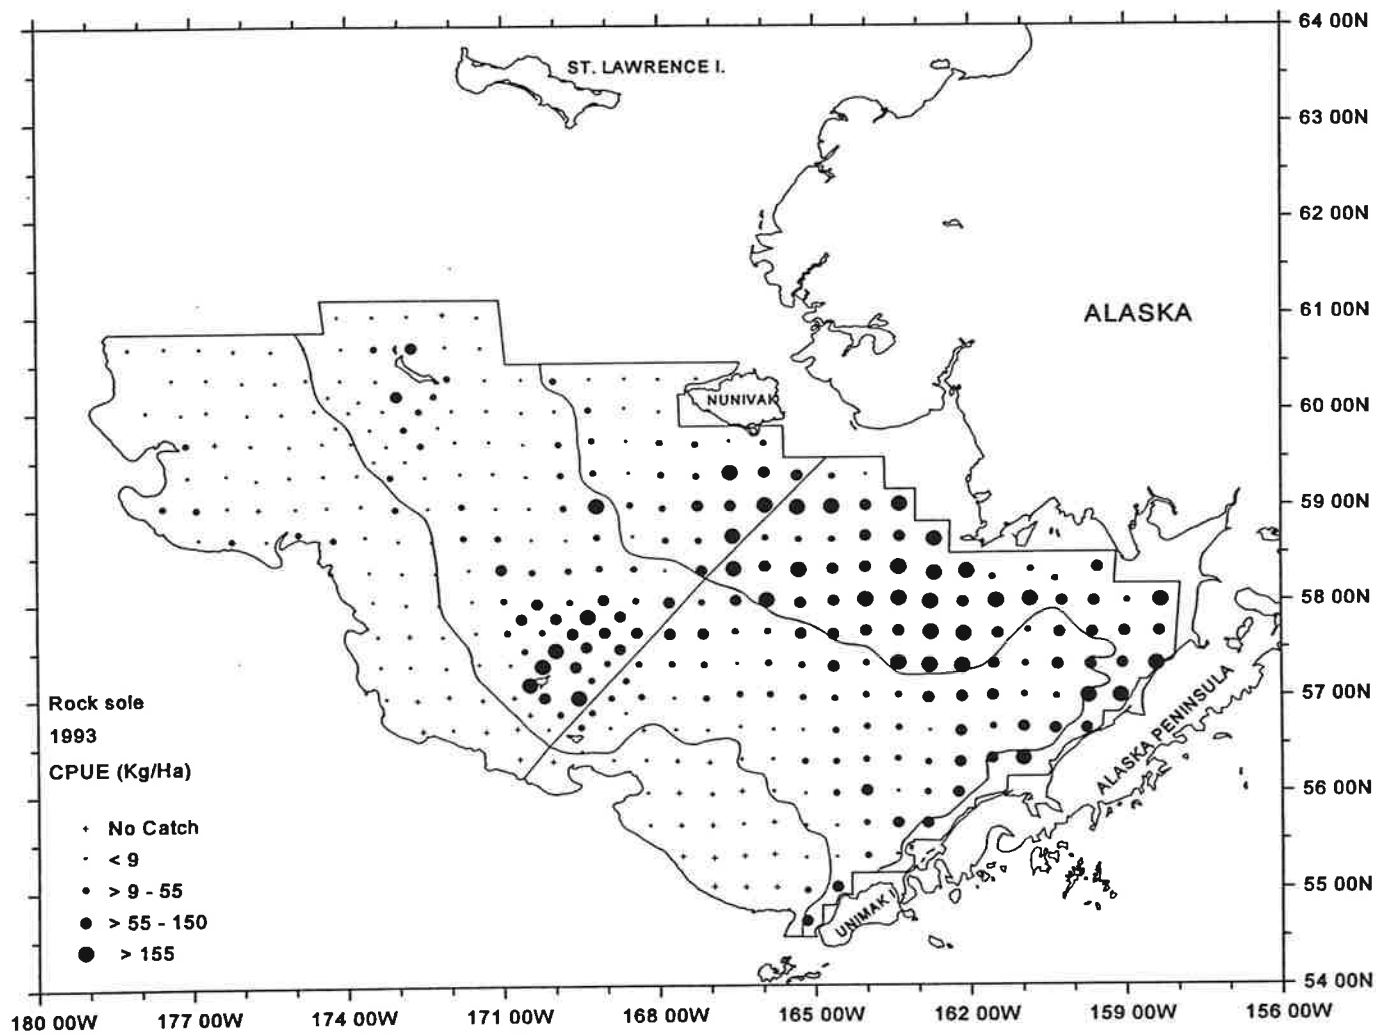 64 00N
ST. LAWRENCE I.
63 00N
62 00N
61 00N
ALASKA
60 00N
NUNIVAK
59 00N
58 00N
57 00N
Rock sole
1993
CPUE (Kg/Ha)
ALASKA PENINSULA
56 00N
+ No Catch
· < 9
• > 9 - 55
● > 55 - 150
● > 155
55 00N
UNIMAK I.
54 00N
180 00W 177 00W 174 00W 171 00W 168 00W 165 00W 162 00W 159 00W 156 00W